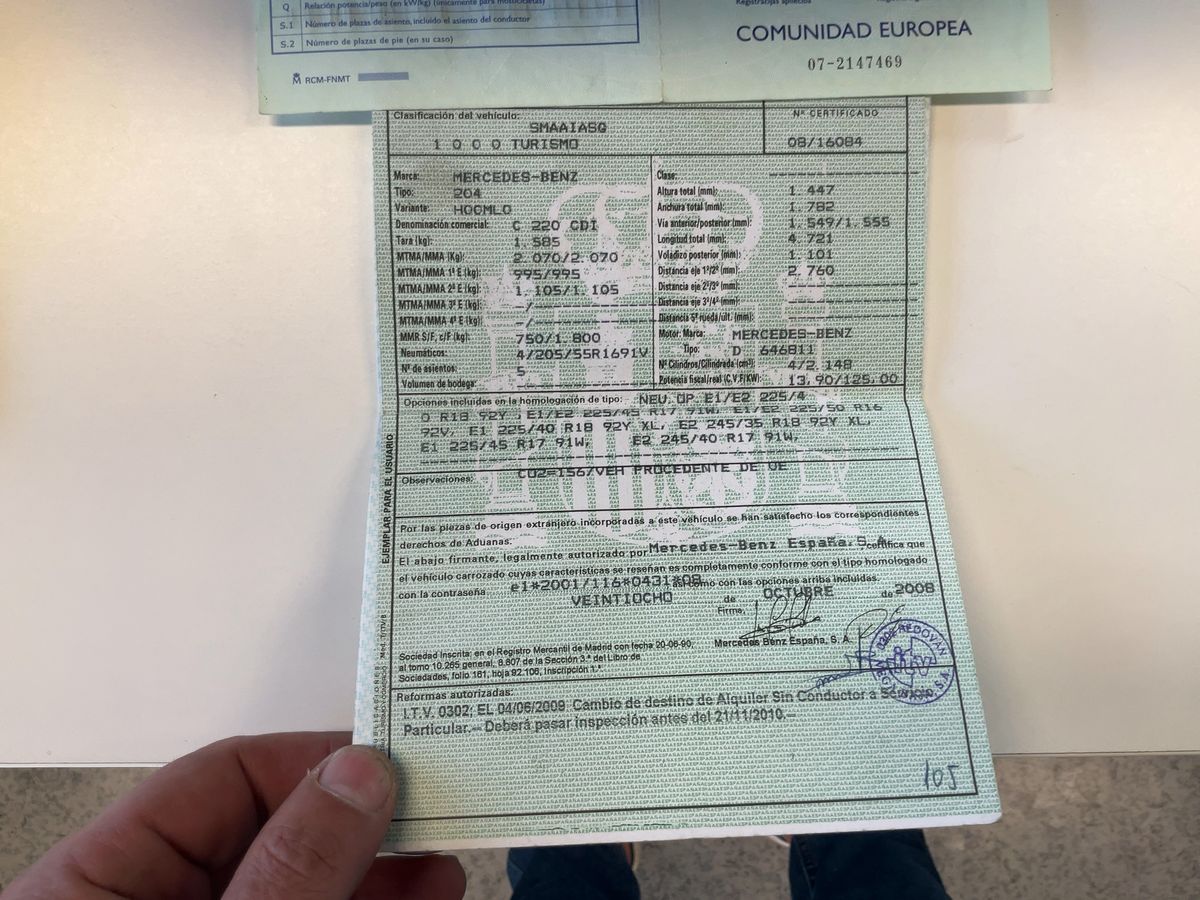 Q Relación potencia/peso (en kW/kg) (únicamente para motocicletas)
S.1 Número de plazas de asiento, incluido el asiento del conductor
S.2 Número de plazas de pie (en su caso)
RCM-FNMT
COMUNIDAD EUROPEA
07-2147469
Clasificación del vehículo: SMAAIASG
1 0 0 0 TURISMO
Nº CERTIFICADO
08/16084
Marca: MERCEDES-BENZ
Tipo: 204
Variante: HOCMLO
Denominación comercial: C 220 CDI
Tara (kg): 1. 585
MTMA/MMA (Kg): 2. 070/2. 070
MTMA/MMA 1º E (kg): 995/995
MTMA/MMA 2º E (kg): 1. 105/1. 105
MTMA/MMA 3º E (kg): -/-
MTMA/MMA 4º E (kg): -/-
MMR S/F, c/F (kg): 750/1. 800
Neumáticos: 4/205/55R1691V
Nº de asientos: 5
Volumen de bodega:
Clase:
Altura total (mm): 1. 447
Anchura total (mm): 1. 782
Via anterior/posterior (mm): 1. 549/1. 555
Longitud total (mm): 4. 721
Voladizo posterior (mm): 1. 101
Distancia eje 1º/2º (mm): 2. 760
Distancia eje 2º/3º (mm):
Distancia eje 3º/4º (mm):
Distancia 5ª rueda/últ. (mm):
Motor: Marca: MERCEDES-BENZ
Tipo: D 646811
Nº Cilindros/Cilindrada (cm³) 4/2. 148
Potencia fiscal/real (C.V.F/KW): 13, 90/125, 00
Opciones incluidas en la homologación de tipo: NEU. OP E1/E2 225/4
0 R18 92Y , E1/E2 225/45 R17 91W, E1/E2 225/50 R16
92V, E1 225/40 R18 92Y XL, E2 245/35 R18 92Y XL,
E1 225/45 R17 91W, E2 245/40 R17 91W,
Observaciones: CO2=156/VEH PROCEDENTE DE UE
EJEMPLAR PARA EL USUARIO
Por las piezas de origen extranjero incorporadas a éste vehículo se han satisfecho los correspondientes
derechos de Aduanas.
El abajo firmante, legalmente autorizado por Mercedes-Benz España, S. A. certifica que
el vehículo carrozado cuyas características se reseñan es completamente conforme con el tipo homologado
con la contraseña e1*2001/116*0431*08 así como con las opciones arriba incluidas.
VEINTIOCHO de OCTUBRE de 2008
Firma,
Mercedes Benz España, S. A.
Sociedad Inscrita: en el Registro Mercantil de Madrid con fecha 20-06-90,
al tomo 10.265 general, 8.807 de la Sección 3.ª del Libro de
Sociedades, folio 161, hoja 92.106, Inscripción 1.ª
Reformas autorizadas:
I.T.V. 0302; EL 04/06/2009 Cambio de destino de Alquiler Sin Conductor a Servicio
Particular.— Deberá pasar Inspección antes del 21/11/2010.—
105